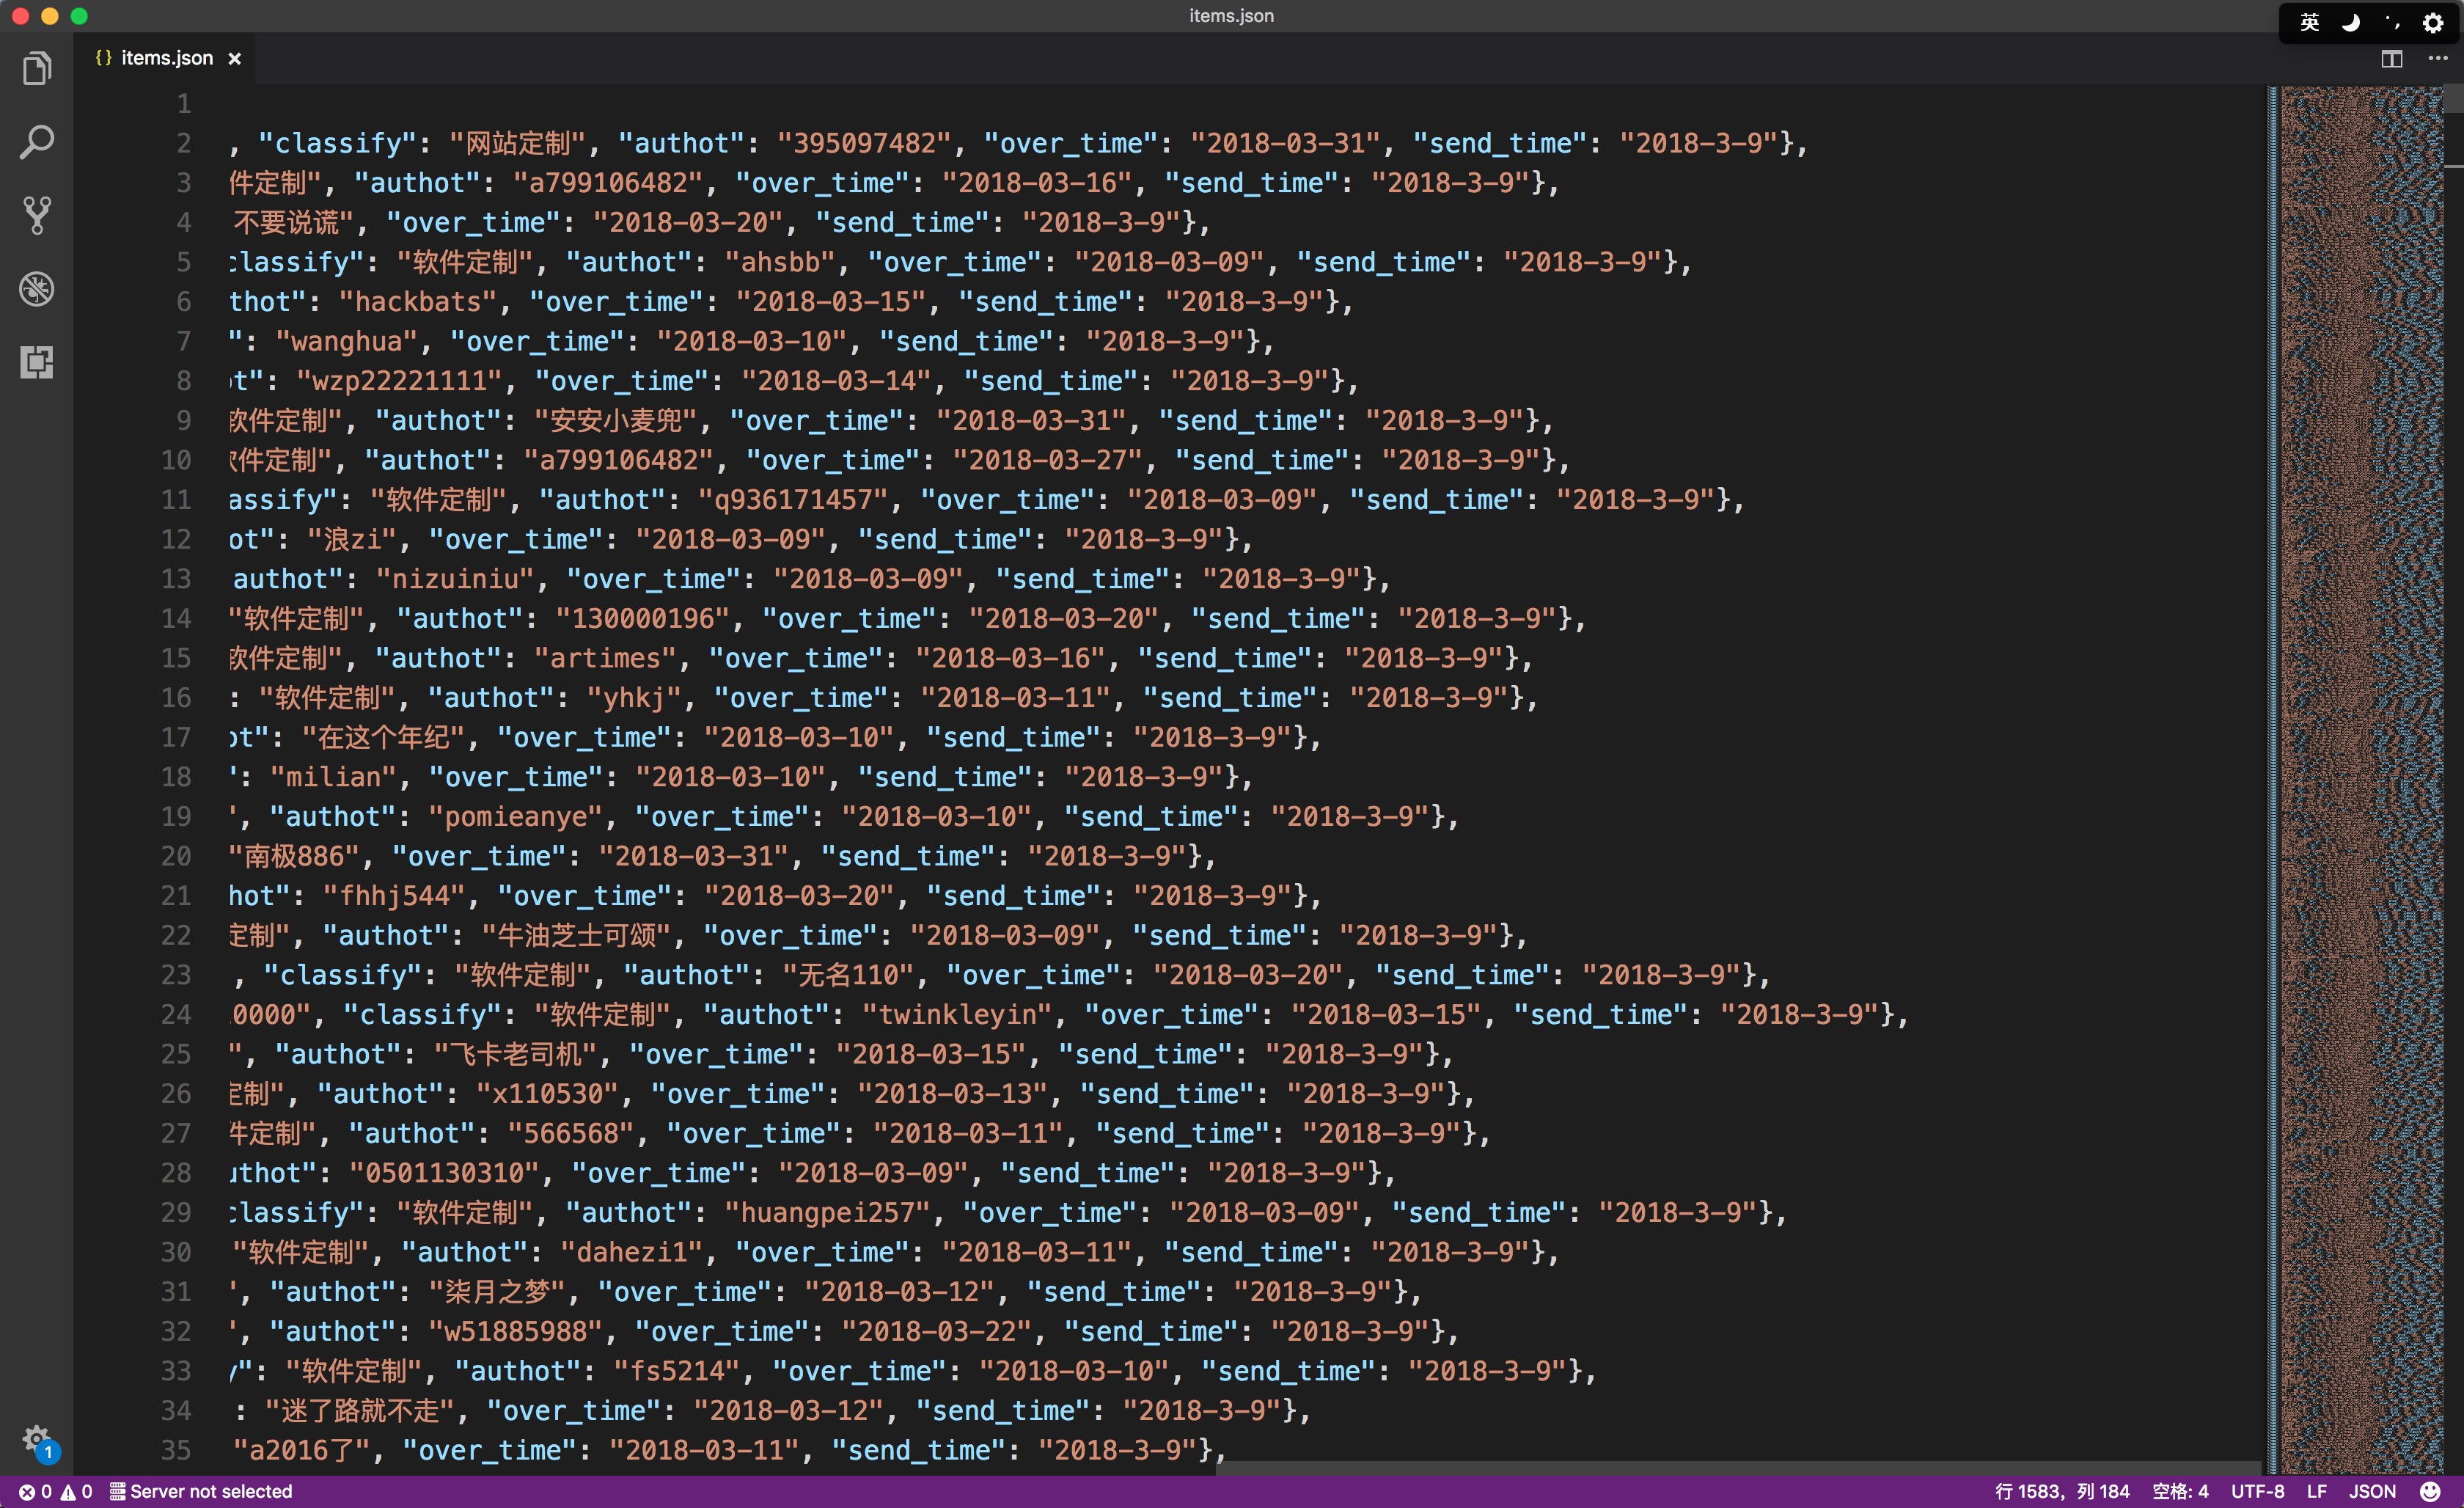 items.json
英
{} items.json ×
1
2 , "classify": "网站定制", "authot": "395097482", "over_time": "2018-03-31", "send_time": "2018-3-9"},
3 件定制", "authot": "a799106482", "over_time": "2018-03-16", "send_time": "2018-3-9"},
4 不要说谎", "over_time": "2018-03-20", "send_time": "2018-3-9"},
5 classify": "软件定制", "authot": "ahsbb", "over_time": "2018-03-09", "send_time": "2018-3-9"},
6 thot": "hackbats", "over_time": "2018-03-15", "send_time": "2018-3-9"},
7 ": "wanghua", "over_time": "2018-03-10", "send_time": "2018-3-9"},
8 ot": "wzp22221111", "over_time": "2018-03-14", "send_time": "2018-3-9"},
9 软件定制", "authot": "安安小麦兜", "over_time": "2018-03-31", "send_time": "2018-3-9"},
10 软件定制", "authot": "a799106482", "over_time": "2018-03-27", "send_time": "2018-3-9"},
11 assify": "软件定制", "authot": "q936171457", "over_time": "2018-03-09", "send_time": "2018-3-9"},
12 ot": "浪zi", "over_time": "2018-03-09", "send_time": "2018-3-9"},
13 authot": "nizuiniu", "over_time": "2018-03-09", "send_time": "2018-3-9"},
14 "软件定制", "authot": "130000196", "over_time": "2018-03-20", "send_time": "2018-3-9"},
15 软件定制", "authot": "artimes", "over_time": "2018-03-16", "send_time": "2018-3-9"},
16 : "软件定制", "authot": "yhkj", "over_time": "2018-03-11", "send_time": "2018-3-9"},
17 ot": "在这个年纪", "over_time": "2018-03-10", "send_time": "2018-3-9"},
18 ": "milian", "over_time": "2018-03-10", "send_time": "2018-3-9"},
19 ", "authot": "pomieanye", "over_time": "2018-03-10", "send_time": "2018-3-9"},
20 "南极886", "over_time": "2018-03-31", "send_time": "2018-3-9"},
21 hot": "fhhj544", "over_time": "2018-03-20", "send_time": "2018-3-9"},
22 定制", "authot": "牛油芝士可颂", "over_time": "2018-03-09", "send_time": "2018-3-9"},
23 , "classify": "软件定制", "authot": "无名110", "over_time": "2018-03-20", "send_time": "2018-3-9"},
24 0000", "classify": "软件定制", "authot": "twinkleyin", "over_time": "2018-03-15", "send_time": "2018-3-9"},
25 ", "authot": "飞卡老司机", "over_time": "2018-03-15", "send_time": "2018-3-9"},
26 定制", "authot": "x110530", "over_time": "2018-03-13", "send_time": "2018-3-9"},
27 件定制", "authot": "566568", "over_time": "2018-03-11", "send_time": "2018-3-9"},
28 uthot": "0501130310", "over_time": "2018-03-09", "send_time": "2018-3-9"},
29 classify": "软件定制", "authot": "huangpei257", "over_time": "2018-03-09", "send_time": "2018-3-9"},
30 "软件定制", "authot": "dahezi1", "over_time": "2018-03-11", "send_time": "2018-3-9"},
31 ", "authot": "柒月之梦", "over_time": "2018-03-12", "send_time": "2018-3-9"},
32 ", "authot": "w51885988", "over_time": "2018-03-22", "send_time": "2018-3-9"},
33 y": "软件定制", "authot": "fs5214", "over_time": "2018-03-10", "send_time": "2018-3-9"},
34 : "迷了路就不走", "over_time": "2018-03-12", "send_time": "2018-3-9"},
35 "a2016了", "over_time": "2018-03-11", "send_time": "2018-3-9"},
1
0 0 Server not selected 行 1583，列 184 空格: 4 UTF-8 LF JSON